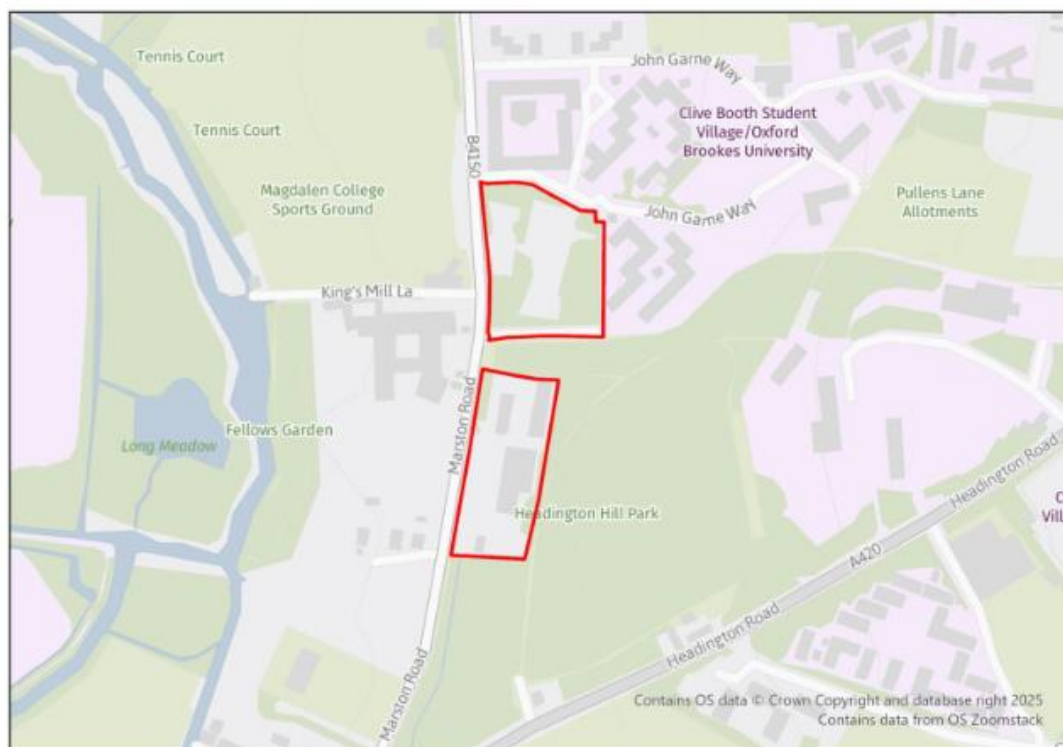 Tennis Court
John Garne Way
Clive Booth Student
Village/Oxford
Brookes University
Tennis Court
B4150
Magdalen College
Sports Ground
Pullens Lane
Allotments
John Garne Way
King's Mill La
Marston Road
Fellows Garden
Long Meadow
Headington Road
Headington Hill Park
Vill
A420
Headington Road
Marston Road
Contains OS data © Crown Copyright and database right 2025
Contains data from OS Zoomstack